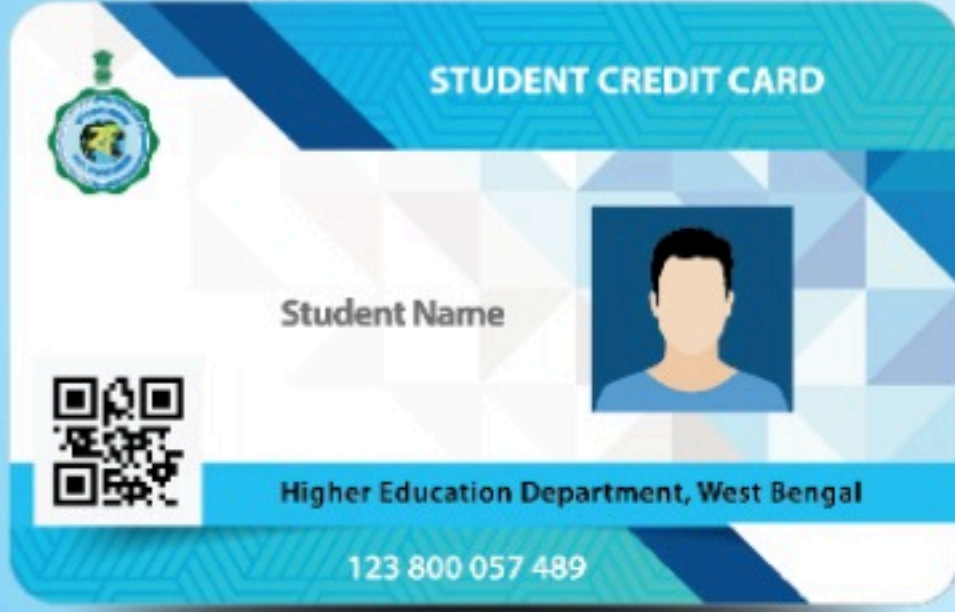 STUDENT CREDIT CARD
Student Name
Higher Education Department, West Bengal
123 800 057 489